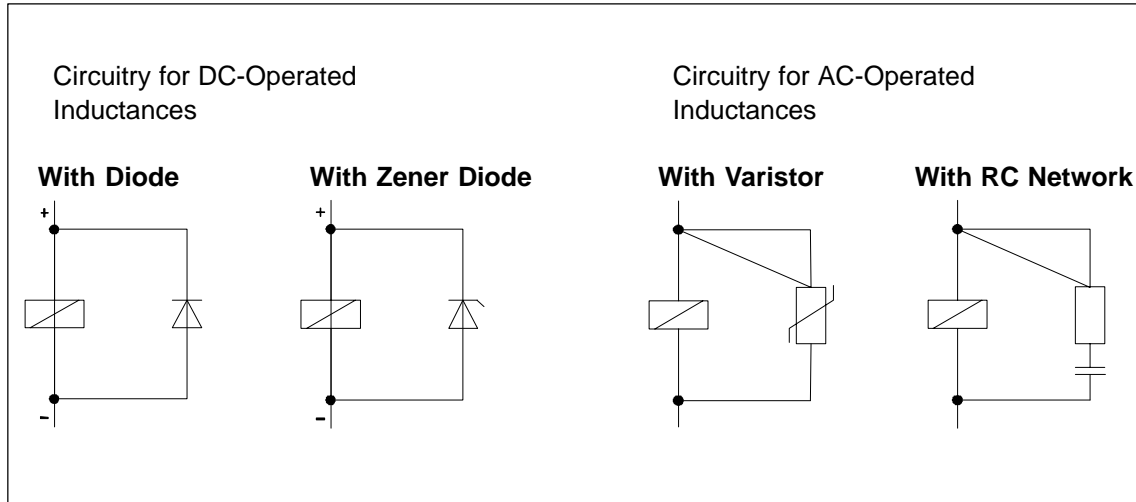 Circuitry for DC-Operated
Inductances
Circuitry for AC-Operated
Inductances
With Diode
With Zener Diode
With Varistor
With RC Network
+
+
-
-